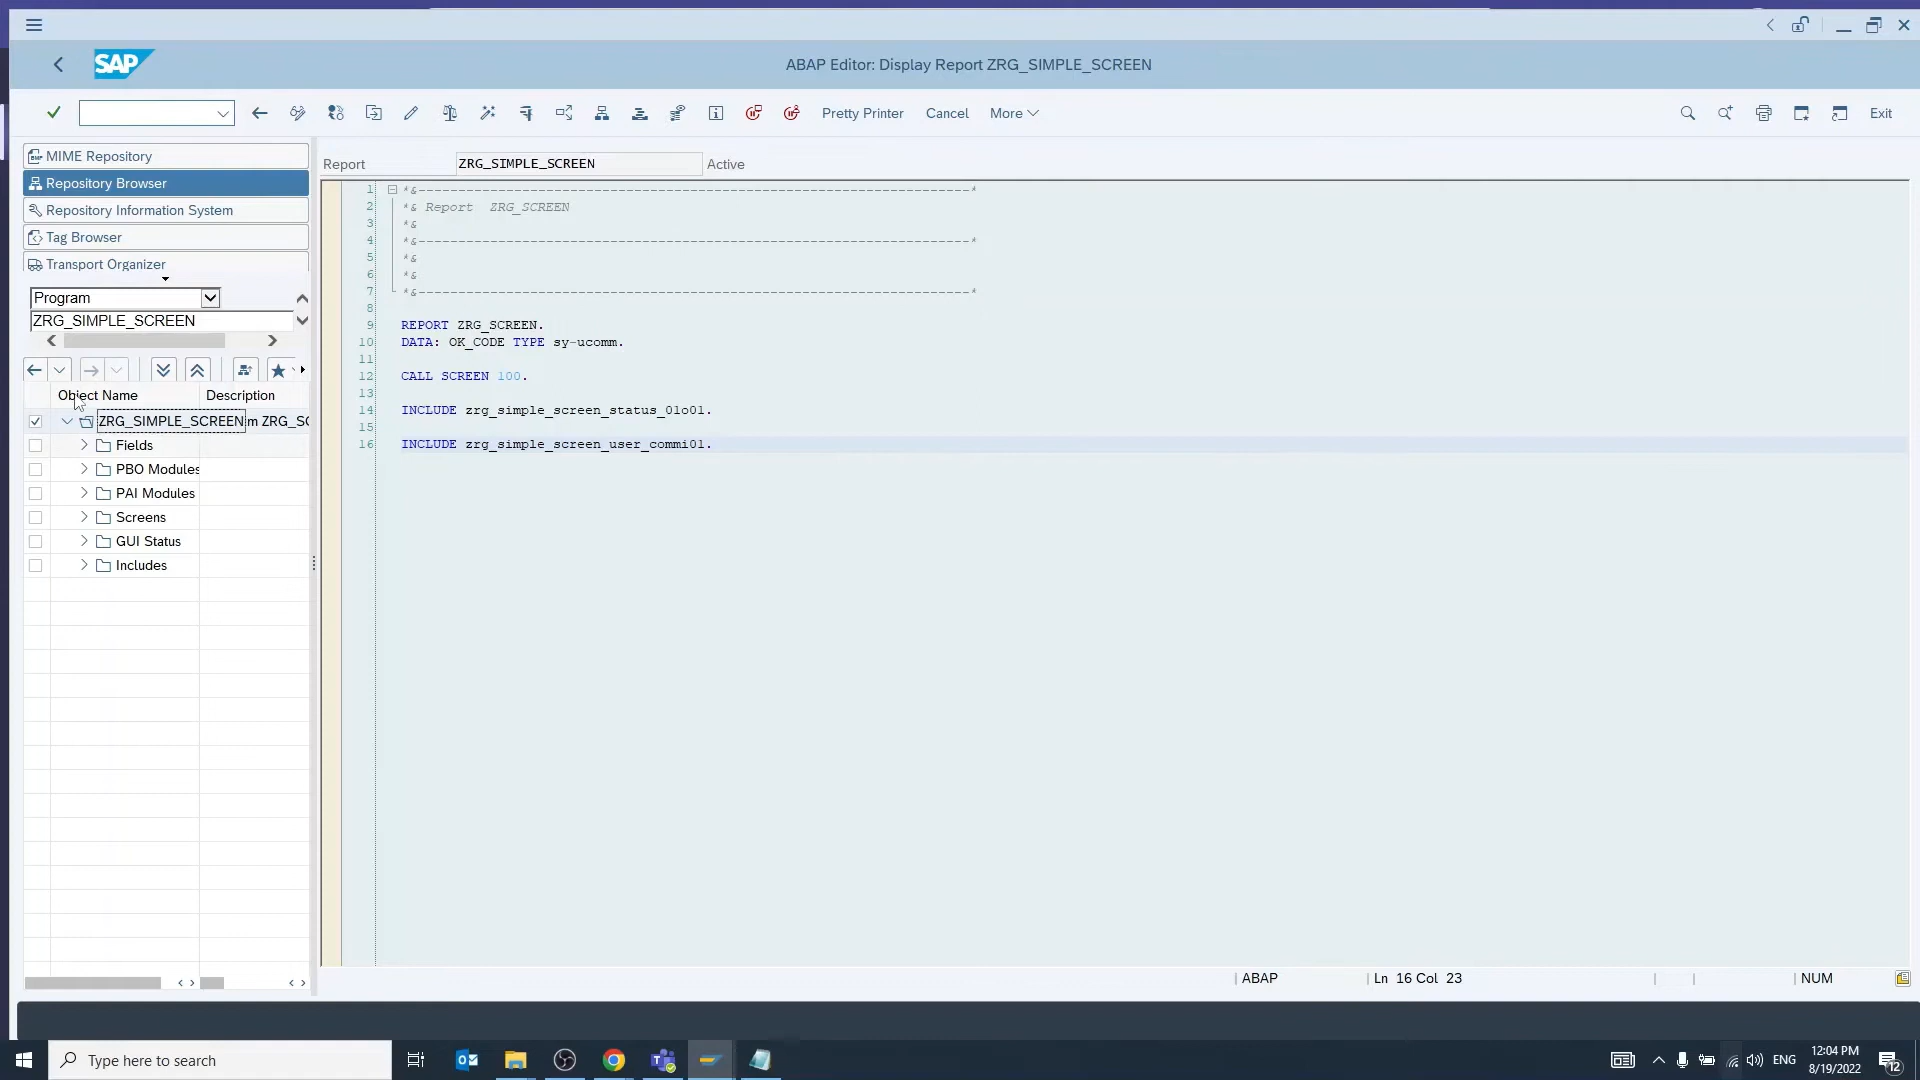 SAP
ABAP Editor: Display Report ZRG_SIMPLE_SCREEN
Pretty Printer
Cancel
More
Exit
MIME Repository
Repository Browser
Repository Information System
Tag Browser
Transport Organizer
Program
ZRG_SIMPLE_SCREEN
Object Name
Description
ZRG_SIMPLE_SCREEN
m ZRG_SC
Fields
PBO Modules
PAI Modules
Screens
GUI Status
Includes
Report
ZRG_SIMPLE_SCREEN
Active
1 *&---------------------------------------------------------------------*
2 *& Report  ZRG_SCREEN
3 *&
4 *&---------------------------------------------------------------------*
5 *&
6 *&
7 *&---------------------------------------------------------------------*
8
9 REPORT ZRG_SCREEN.
10 DATA: OK_CODE TYPE sy-ucomm.
11
12 CALL SCREEN 100.
13
14 INCLUDE zrg_simple_screen_status_01o01.
15
16 INCLUDE zrg_simple_screen_user_commi01.
ABAP
Ln 16 Col 23
NUM
Type here to search
ENG
12:04 PM
8/19/2022
12